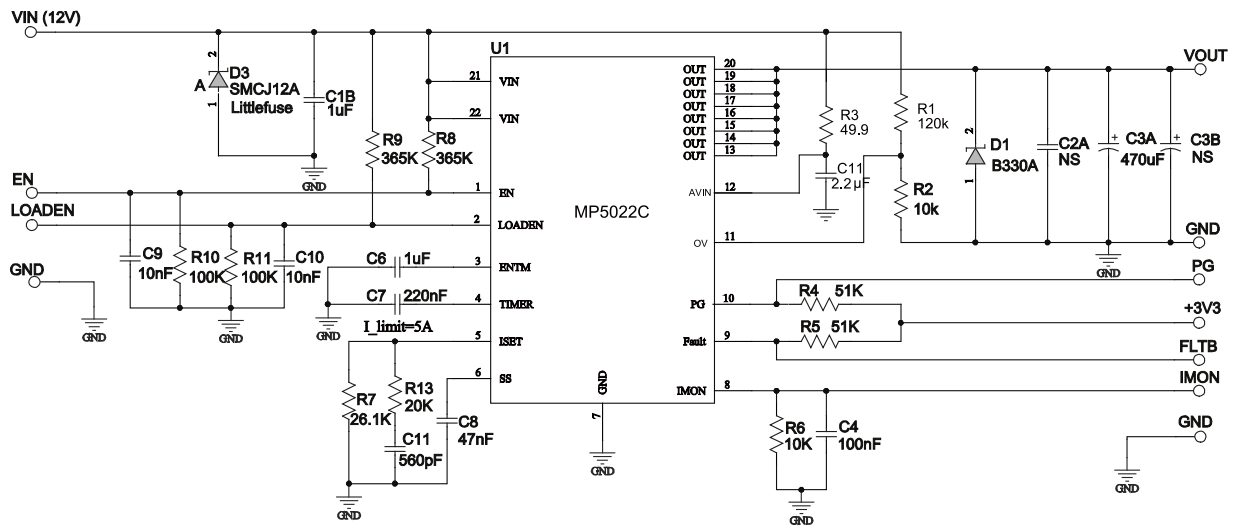 VIN (12V)
U1
VOUT
21 VIN
22 VIN
OUT 20
OUT 19
OUT 18
OUT 17
OUT 16
OUT 15
OUT 14
OUT 13
2
A
1
D3
SMCJ12A
Littlefuse
C1B
1uF
R9
365K
R8
365K
R3
49.9
R1
120k
2
D1
B330A
1
C2A
NS
+
C3A
470uF
+
C3B
NS
GND
EN
1 EN
AVIN 12
C11
2.2µF
R2
10k
MP5022C
LOADEN
2 LOADEN
OV 11
GND
GND
C9
10nF
R10
100K
R11
100K
C10
10nF
C6 1uF
3 ENTM
PG
GND
C7 220nF
4 TIMER
PG 10
R4 51K
+3V3
GND
GND
GND
I_limit=5A
5 ISET
Fault 9
R5 51K
FLTB
6 SS
GND
7
IMON 8
IMON
R7
26.1K
R13
20K
C11
560pF
C8
47nF
R6
10K
C4
100nF
GND
GND
GND
GND
GND